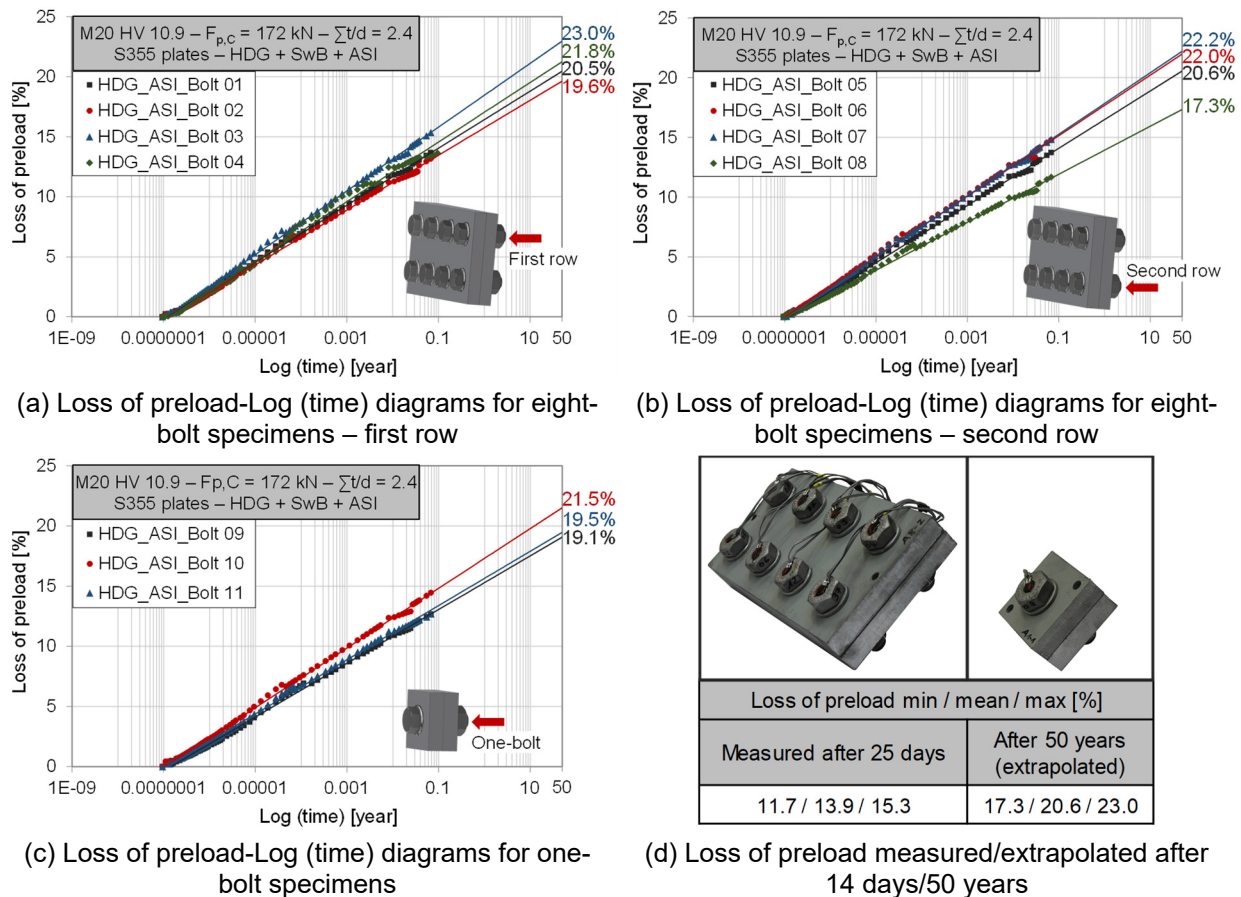 M20 HV 10.9 – Fp,C = 172 kN – ∑t/d = 2.4
S355 plates – HDG + SwB + ASI
HDG_ASI_Bolt 01
HDG_ASI_Bolt 02
HDG_ASI_Bolt 03
HDG_ASI_Bolt 04
Loss of preload [%]
25
20
15
10
5
0
23.0%
21.8%
20.5%
19.6%
First row
1E-09
0.0000001
0.00001
0.001
0.1
10
50
Log (time) [year]
(a) Loss of preload-Log (time) diagrams for eight-
bolt specimens – first row
M20 HV 10.9 – Fp,C = 172 kN – ∑t/d = 2.4
S355 plates – HDG + SwB + ASI
HDG_ASI_Bolt 05
HDG_ASI_Bolt 06
HDG_ASI_Bolt 07
HDG_ASI_Bolt 08
Loss of preload [%]
25
20
15
10
5
0
22.2%
22.0%
20.6%
17.3%
Second row
1E-09
0.0000001
0.00001
0.001
0.1
10
50
Log (time) [year]
(b) Loss of preload-Log (time) diagrams for eight-
bolt specimens – second row
M20 HV 10.9 – Fp,C = 172 kN – ∑t/d = 2.4
S355 plates – HDG + SwB + ASI
HDG_ASI_Bolt 09
HDG_ASI_Bolt 10
HDG_ASI_Bolt 11
Loss of preload [%]
25
20
15
10
5
0
21.5%
19.5%
19.1%
One-bolt
1E-09
0.0000001
0.00001
0.001
0.1
10
50
Log (time) [year]
(c) Loss of preload-Log (time) diagrams for one-
bolt specimens
Loss of preload min / mean / max [%]
Measured after 25 days
After 50 years
(extrapolated)
11.7 / 13.9 / 15.3
17.3 / 20.6 / 23.0
(d) Loss of preload measured/extrapolated after
14 days/50 years